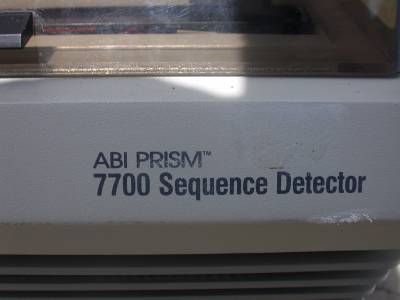 ABI PRISM™
7700 Sequence Detector